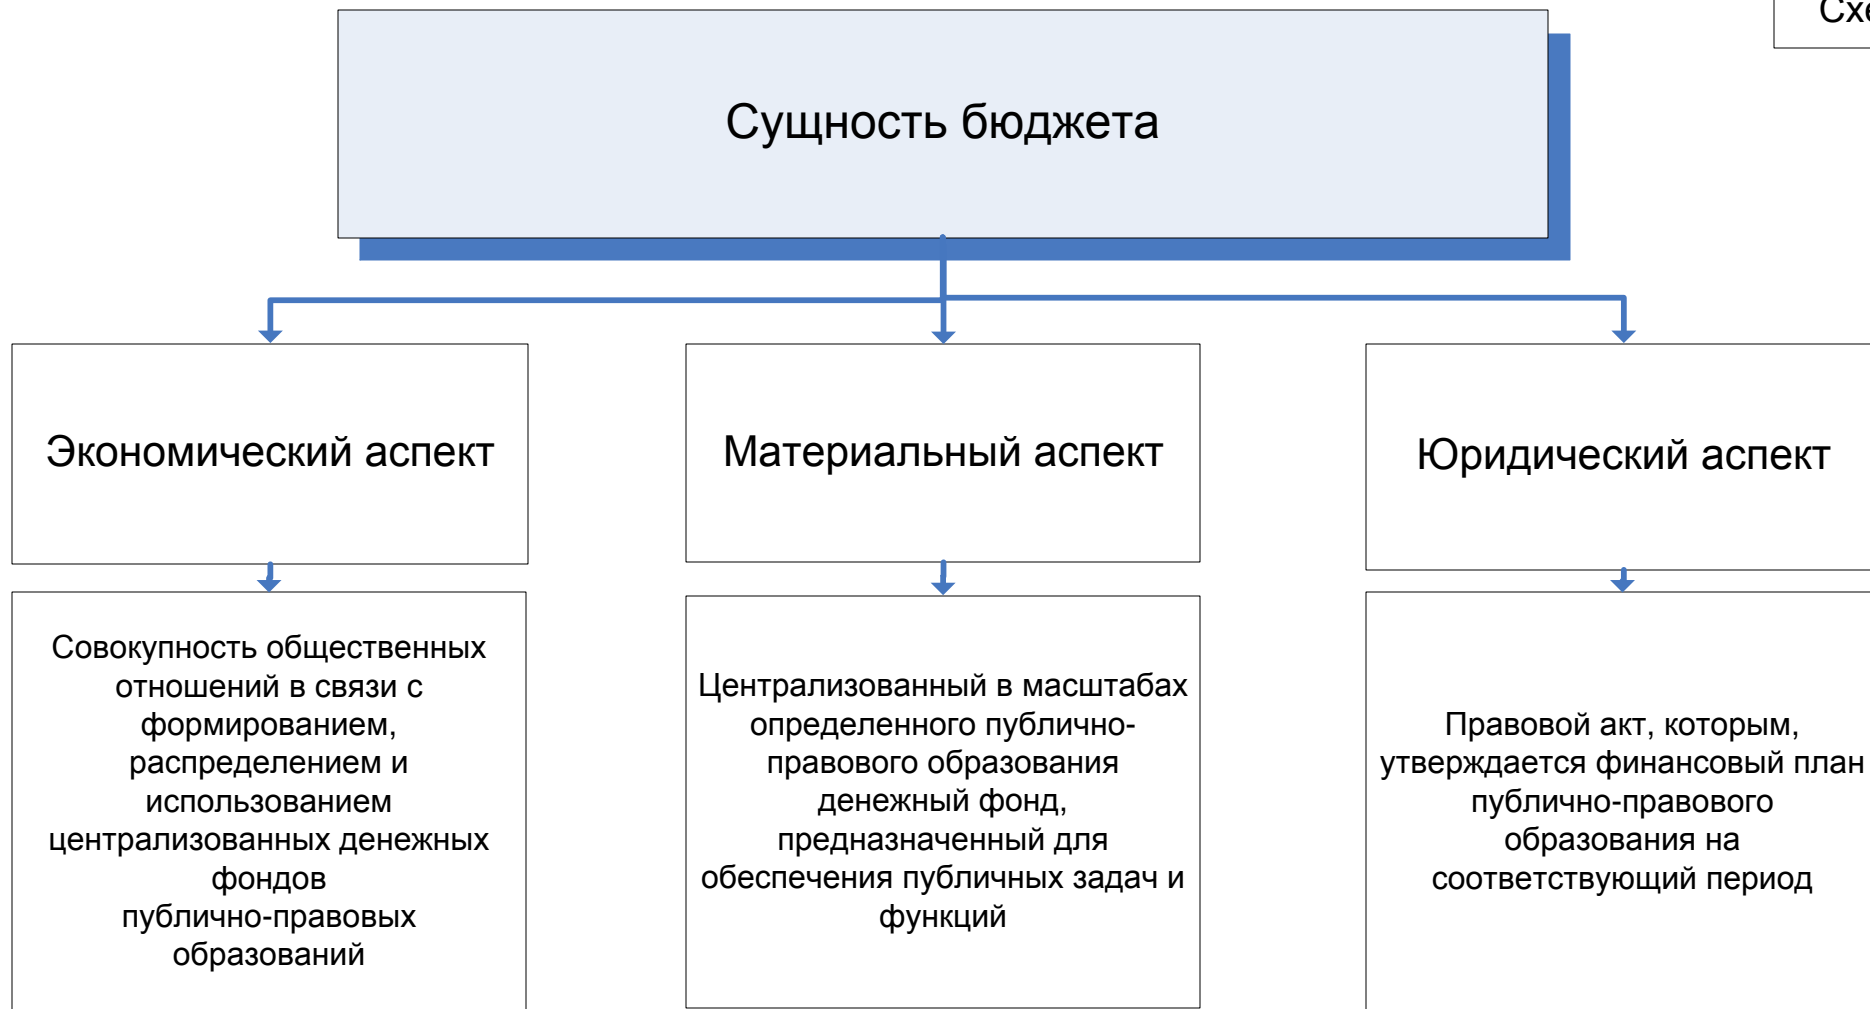 Сущность бюджета
Экономический аспект
Материальный аспект
Юридический аспект
Совокупность общественных
отношений в связи с
формированием,
распределением и
использованием
централизованных денежных
фондов
публично-правовых
образований
Централизованный в масштабах
определенного публично-
правового образования
денежный фонд,
предназначенный для
обеспечения публичных задач и
функций
Правовой акт, которым,
утверждается финансовый план
публично-правового
образования на
соответствующий период